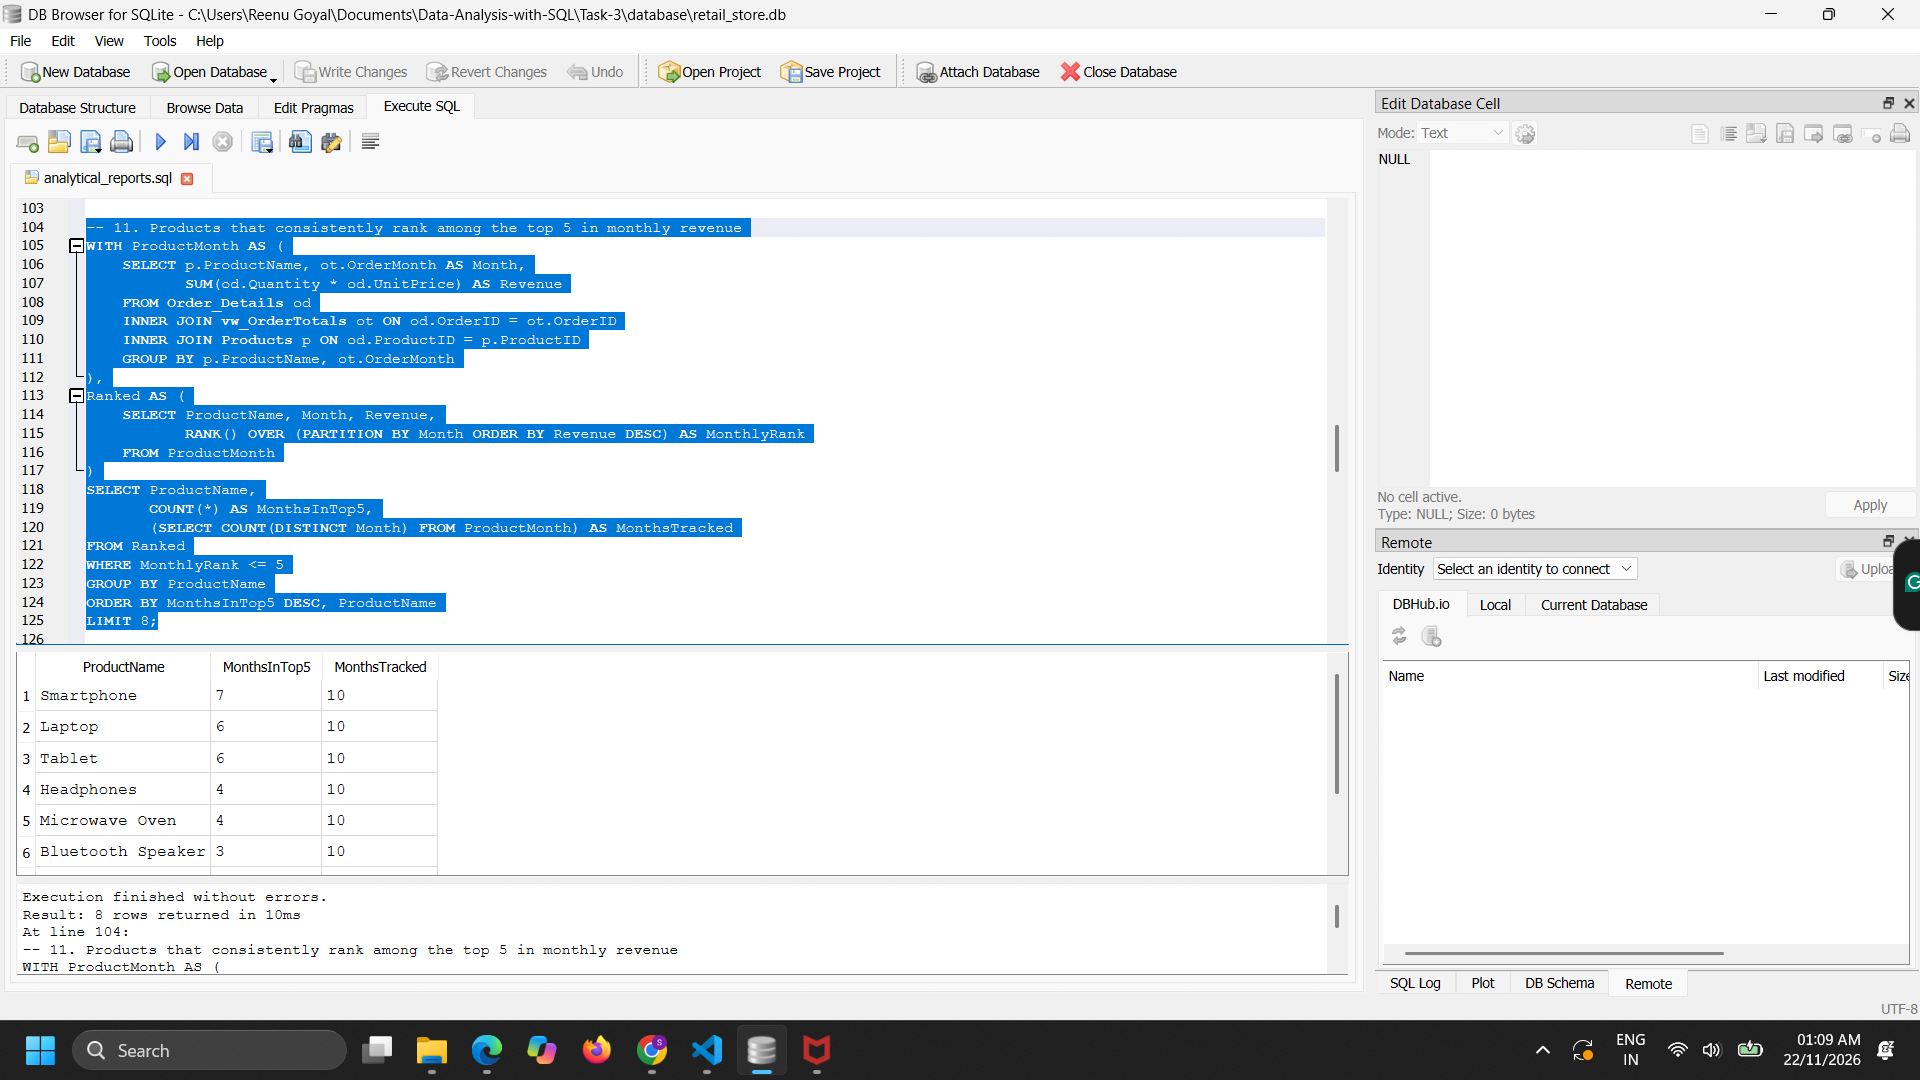 DB Browser for SQLite - C:\Users\Reenu Goyal\Documents\Data-Analysis-with-SQL\Task-3\database\retail_store.db
File Edit View Tools Help
New Database Open Database Write Changes Revert Changes Undo Open Project Save Project Attach Database Close Database
Database Structure Browse Data Edit Pragmas Execute SQL
analytical_reports.sql
103
104 -- 11. Products that consistently rank among the top 5 in monthly revenue
105 WITH ProductMonth AS (
106 SELECT p.ProductName, ot.OrderMonth AS Month,
107 SUM(od.Quantity * od.UnitPrice) AS Revenue
108 FROM Order_Details od
109 INNER JOIN vw_OrderTotals ot ON od.OrderID = ot.OrderID
110 INNER JOIN Products p ON od.ProductID = p.ProductID
111 GROUP BY p.ProductName, ot.OrderMonth
112 ),
113 Ranked AS (
114 SELECT ProductName, Month, Revenue,
115 RANK() OVER (PARTITION BY Month ORDER BY Revenue DESC) AS MonthlyRank
116 FROM ProductMonth
117 )
118 SELECT ProductName,
119 COUNT(*) AS MonthsInTop5,
120 (SELECT COUNT(DISTINCT Month) FROM ProductMonth) AS MonthsTracked
121 FROM Ranked
122 WHERE MonthlyRank <= 5
123 GROUP BY ProductName
124 ORDER BY MonthsInTop5 DESC, ProductName
125 LIMIT 8;
126
ProductName MonthsInTop5 MonthsTracked
1 Smartphone 7 10
2 Laptop 6 10
3 Tablet 6 10
4 Headphones 4 10
5 Microwave Oven 4 10
6 Bluetooth Speaker 3 10
Execution finished without errors.
Result: 8 rows returned in 10ms
At line 104:
-- 11. Products that consistently rank among the top 5 in monthly revenue
WITH ProductMonth AS (
Edit Database Cell
Mode: Text
NULL
No cell active.
Type: NULL; Size: 0 bytes
Apply
Remote
Identity Select an identity to connect Uploa
DBHub.io Local Current Database
Name Last modified Size
SQL Log Plot DB Schema Remote
UTF-8
Search
ENG
IN
01:09 AM
22/11/2026